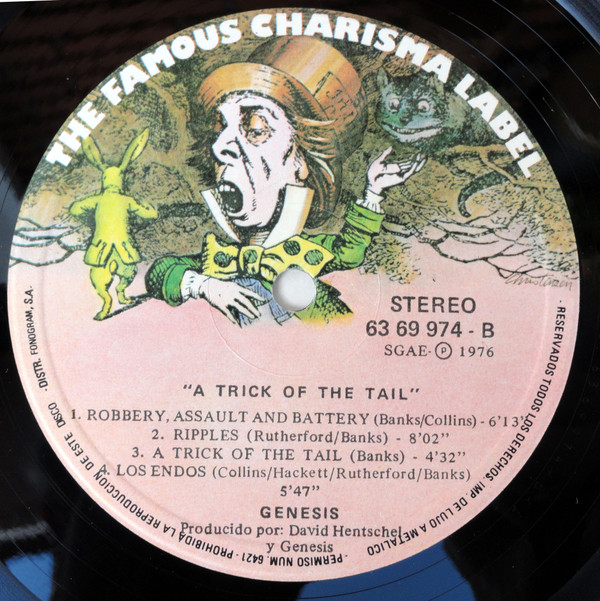 THE FAMOUS CHARISMA LABEL
STEREO
63 69 974 - B
SGAE· Ⓟ 1976
"A TRICK OF THE TAIL"
1. ROBBERY, ASSAULT AND BATTERY (Banks/Collins) - 6'13"
2. RIPPLES (Rutherford/Banks) - 8'02"
3. A TRICK OF THE TAIL (Banks) - 4'32"
4. LOS ENDOS (Collins/Hackett/Rutherford/Banks)
5'47"
GENESIS
Producido por: David Hentschel
y Genesis
· RESERVADOS TODOS LOS DERECHOS· IMP. DE LUJO A METALICO
·PERMISO NUM. 6421 - PROHIBIDA LA REPRODUCCION DE ESTE DISCO - DISTR. FONOGRAM, S.A.